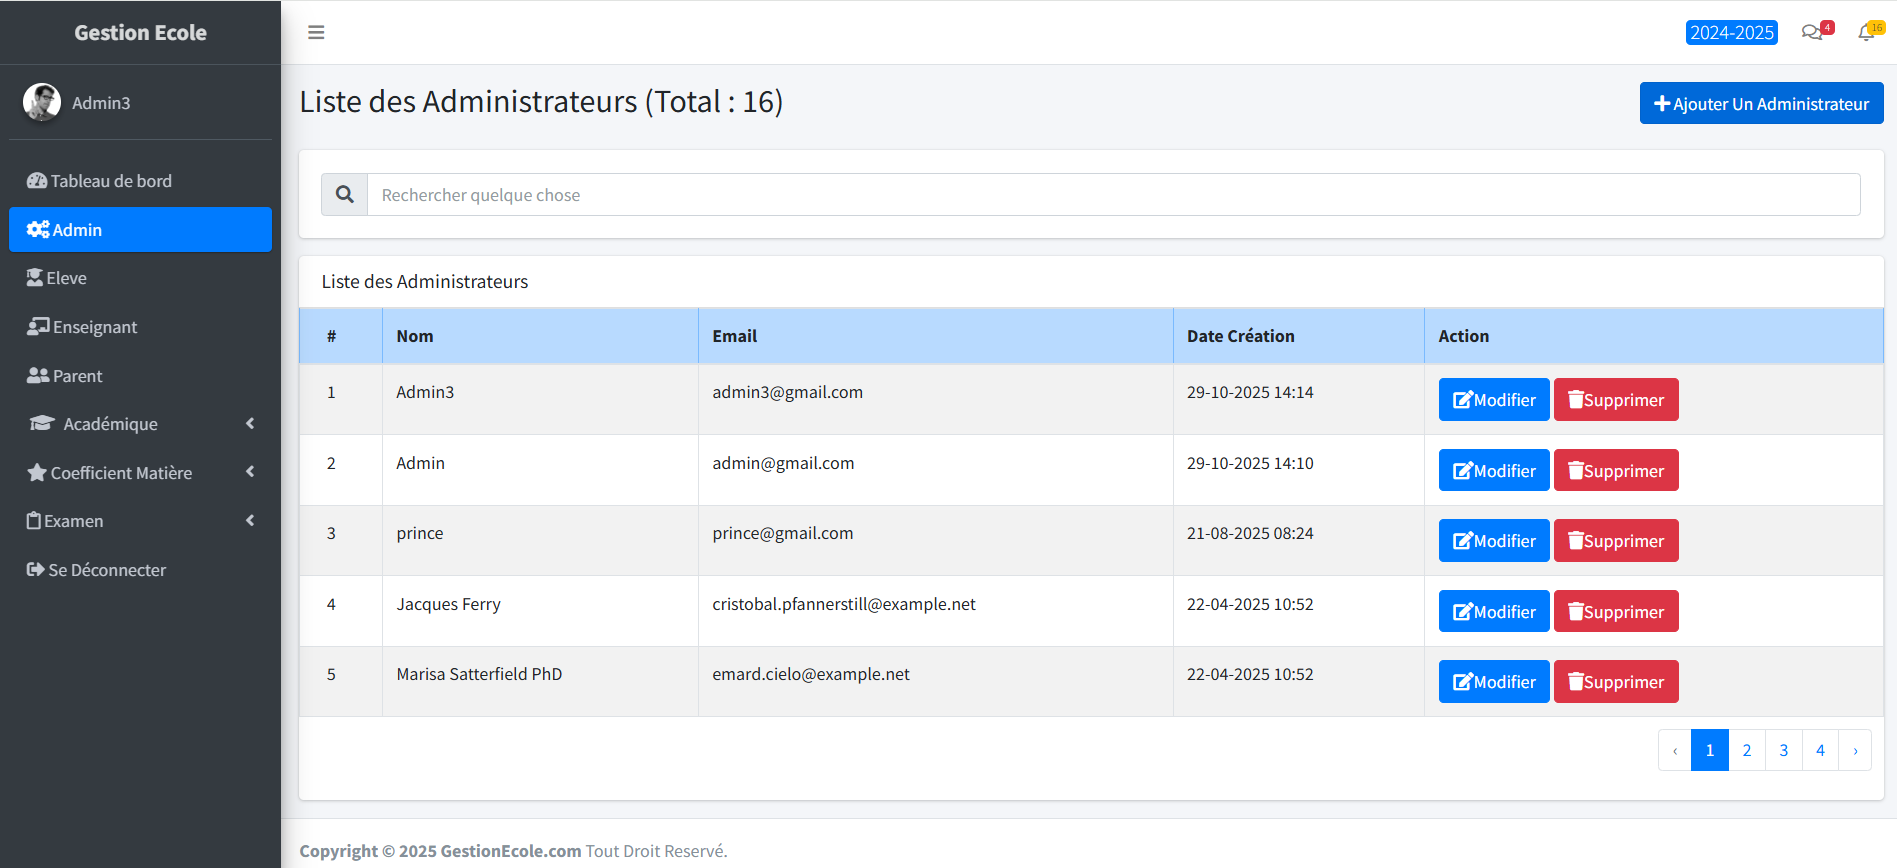 Gestion Ecole
2024-2025
4
16
Admin3
Tableau de bord
Admin
Eleve
Enseignant
Parent
Académique
Coefficient Matière
Examen
Se Déconnecter
Liste des Administrateurs (Total : 16)
Ajouter Un Administrateur
Rechercher quelque chose
Liste des Administrateurs
# Nom Email Date Création Action
1 Admin3 admin3@gmail.com 29-10-2025 14:14 Modifier Supprimer
2 Admin admin@gmail.com 29-10-2025 14:10 Modifier Supprimer
3 prince prince@gmail.com 21-08-2025 08:24 Modifier Supprimer
4 Jacques Ferry cristobal.pfannerstill@example.net 22-04-2025 10:52 Modifier Supprimer
5 Marisa Satterfield PhD emard.cielo@example.net 22-04-2025 10:52 Modifier Supprimer
‹ 1 2 3 4 ›
Copyright © 2025 GestionEcole.com Tout Droit Reservé.